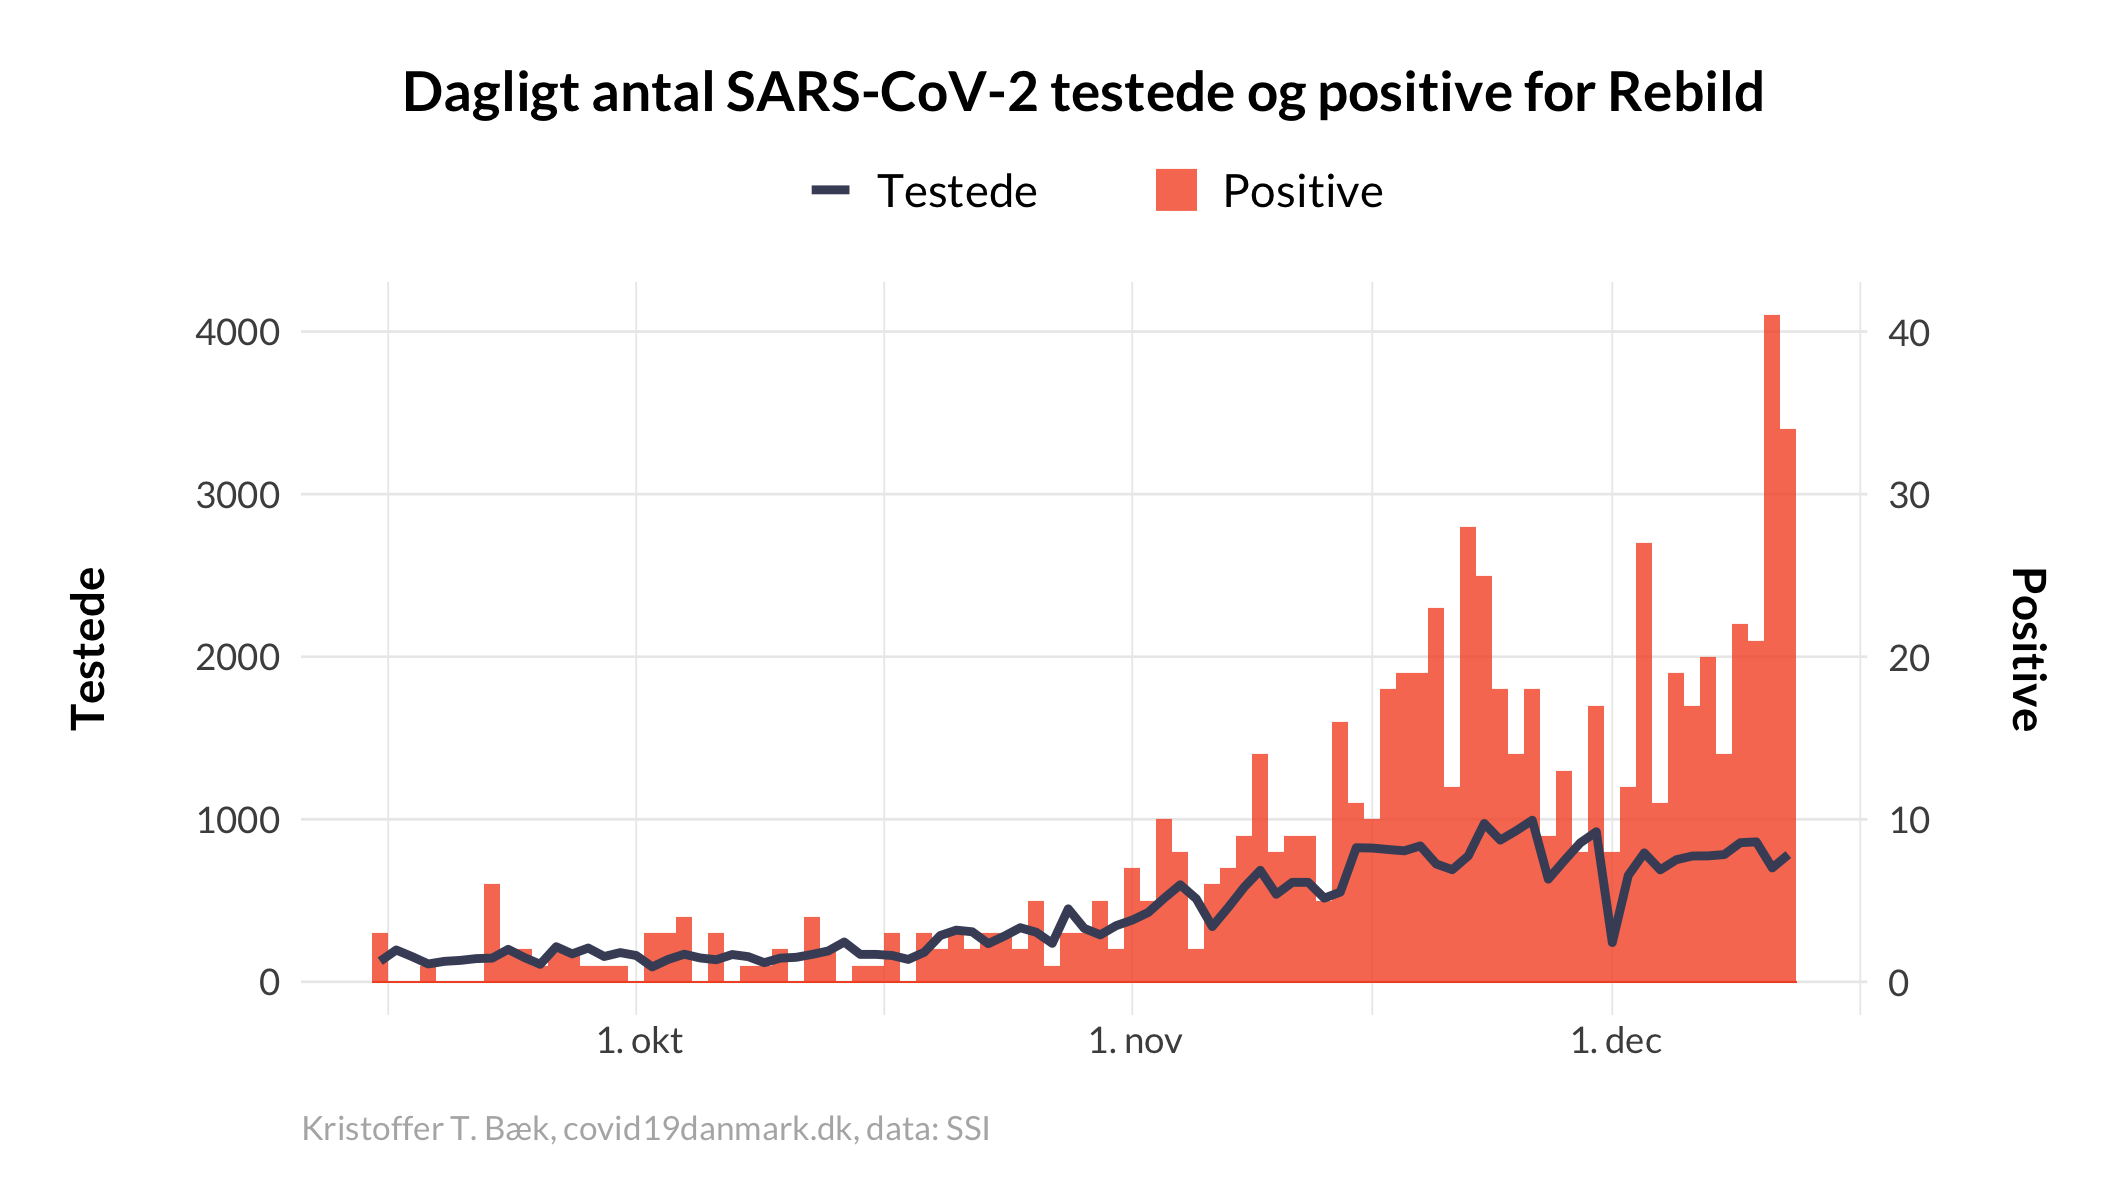 Dagligt antal SARS-CoV-2 testede og positive for Rebild
Testede
Positive
4000
3000
2000
1000
0
40
30
20
10
0
Testede
Positive
1. okt
1. nov
1. dec
Kristoffer T. Bæk, covid19danmark.dk, data: SSI